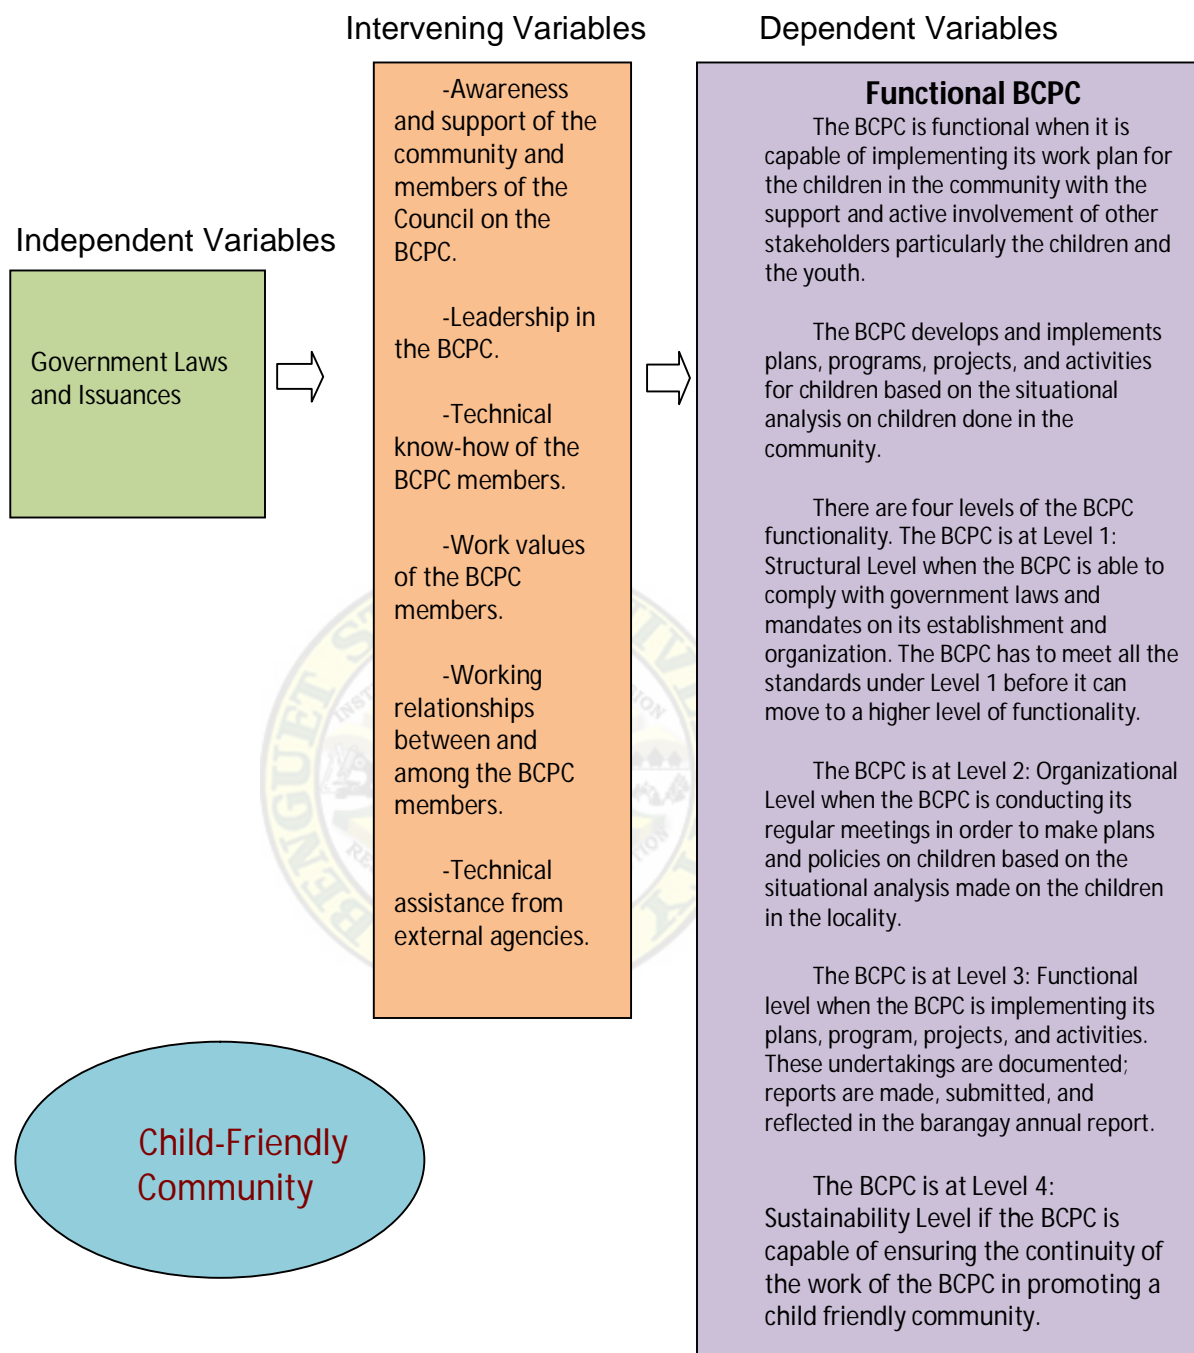 Intervening Variables
Dependent Variables
Independent Variables
Government Laws
and Issuances
-Awareness
and support of the
community and
members of the
Council on the
BCPC.
-Leadership in
the BCPC.
-Technical
know-how of the
BCPC members.
-Work values
of the BCPC
members.
-Working
relationships
between and
among the BCPC
members.
-Technical
assistance from
external agencies.
Functional BCPC
The BCPC is functional when it is
capable of implementing its work plan for
the children in the community with the
support and active involvement of other
stakeholders particularly the children and
the youth.
The BCPC develops and implements
plans, programs, projects, and activities
for children based on the situational
analysis on children done in the
community.
There are four levels of the BCPC
functionality. The BCPC is at Level 1:
Structural Level when the BCPC is able to
comply with government laws and
mandates on its establishment and
organization. The BCPC has to meet all the
standards under Level 1 before it can
move to a higher level of functionality.
The BCPC is at Level 2: Organizational
Level when the BCPC is conducting its
regular meetings in order to make plans
and policies on children based on the
situational analysis made on the children
in the locality.
The BCPC is at Level 3: Functional
level when the BCPC is implementing its
plans, program, projects, and activities.
These undertakings are documented;
reports are made, submitted, and
reflected in the barangay annual report.
The BCPC is at Level 4:
Sustainability Level if the BCPC is
capable of ensuring the continuity of
the work of the BCPC in promoting a
child friendly community.
Child-Friendly
Community
BENGUET